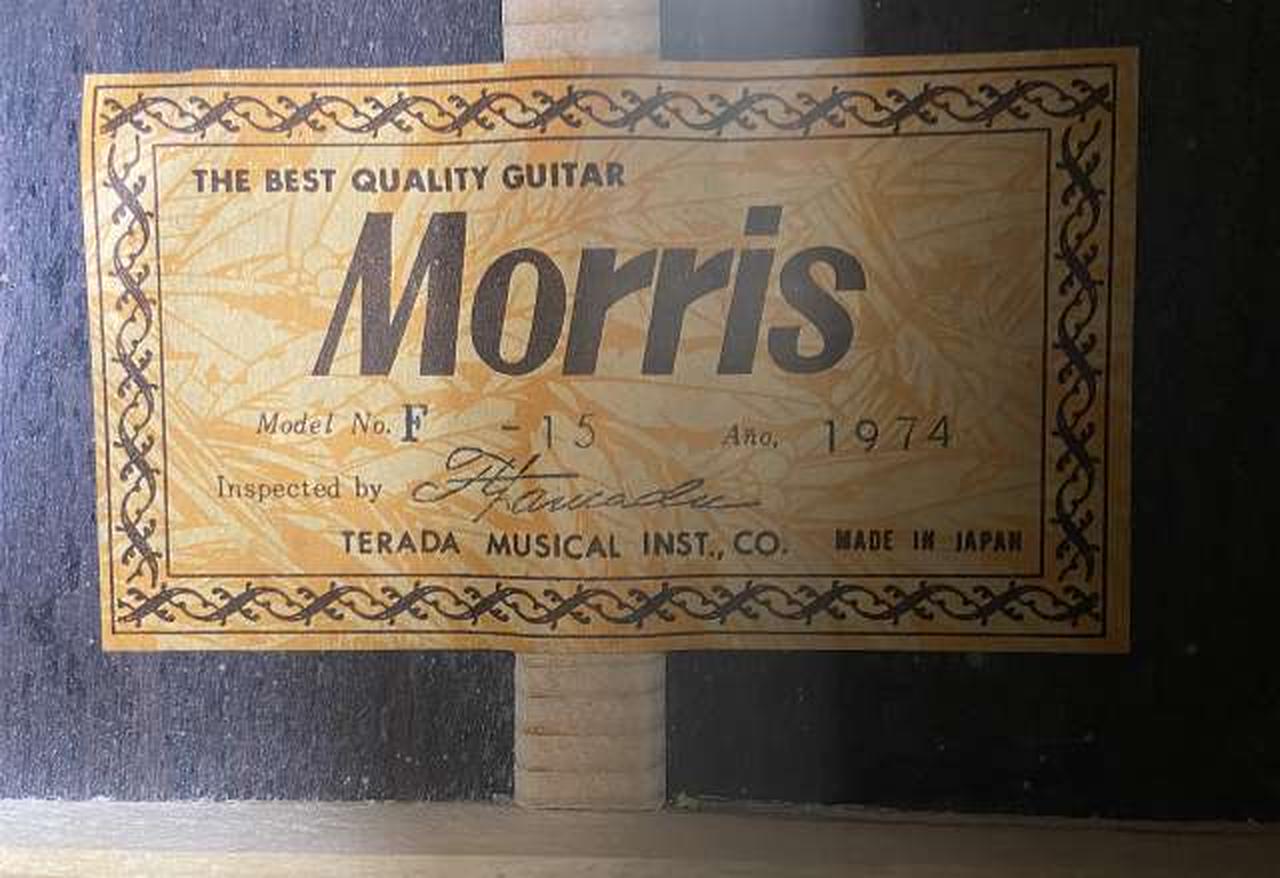 THE BEST QUALITY GUITAR
Morris
Model No. F -15 Año, 1974
Inspected by
TERADA MUSICAL INST., CO. MADE IN JAPAN